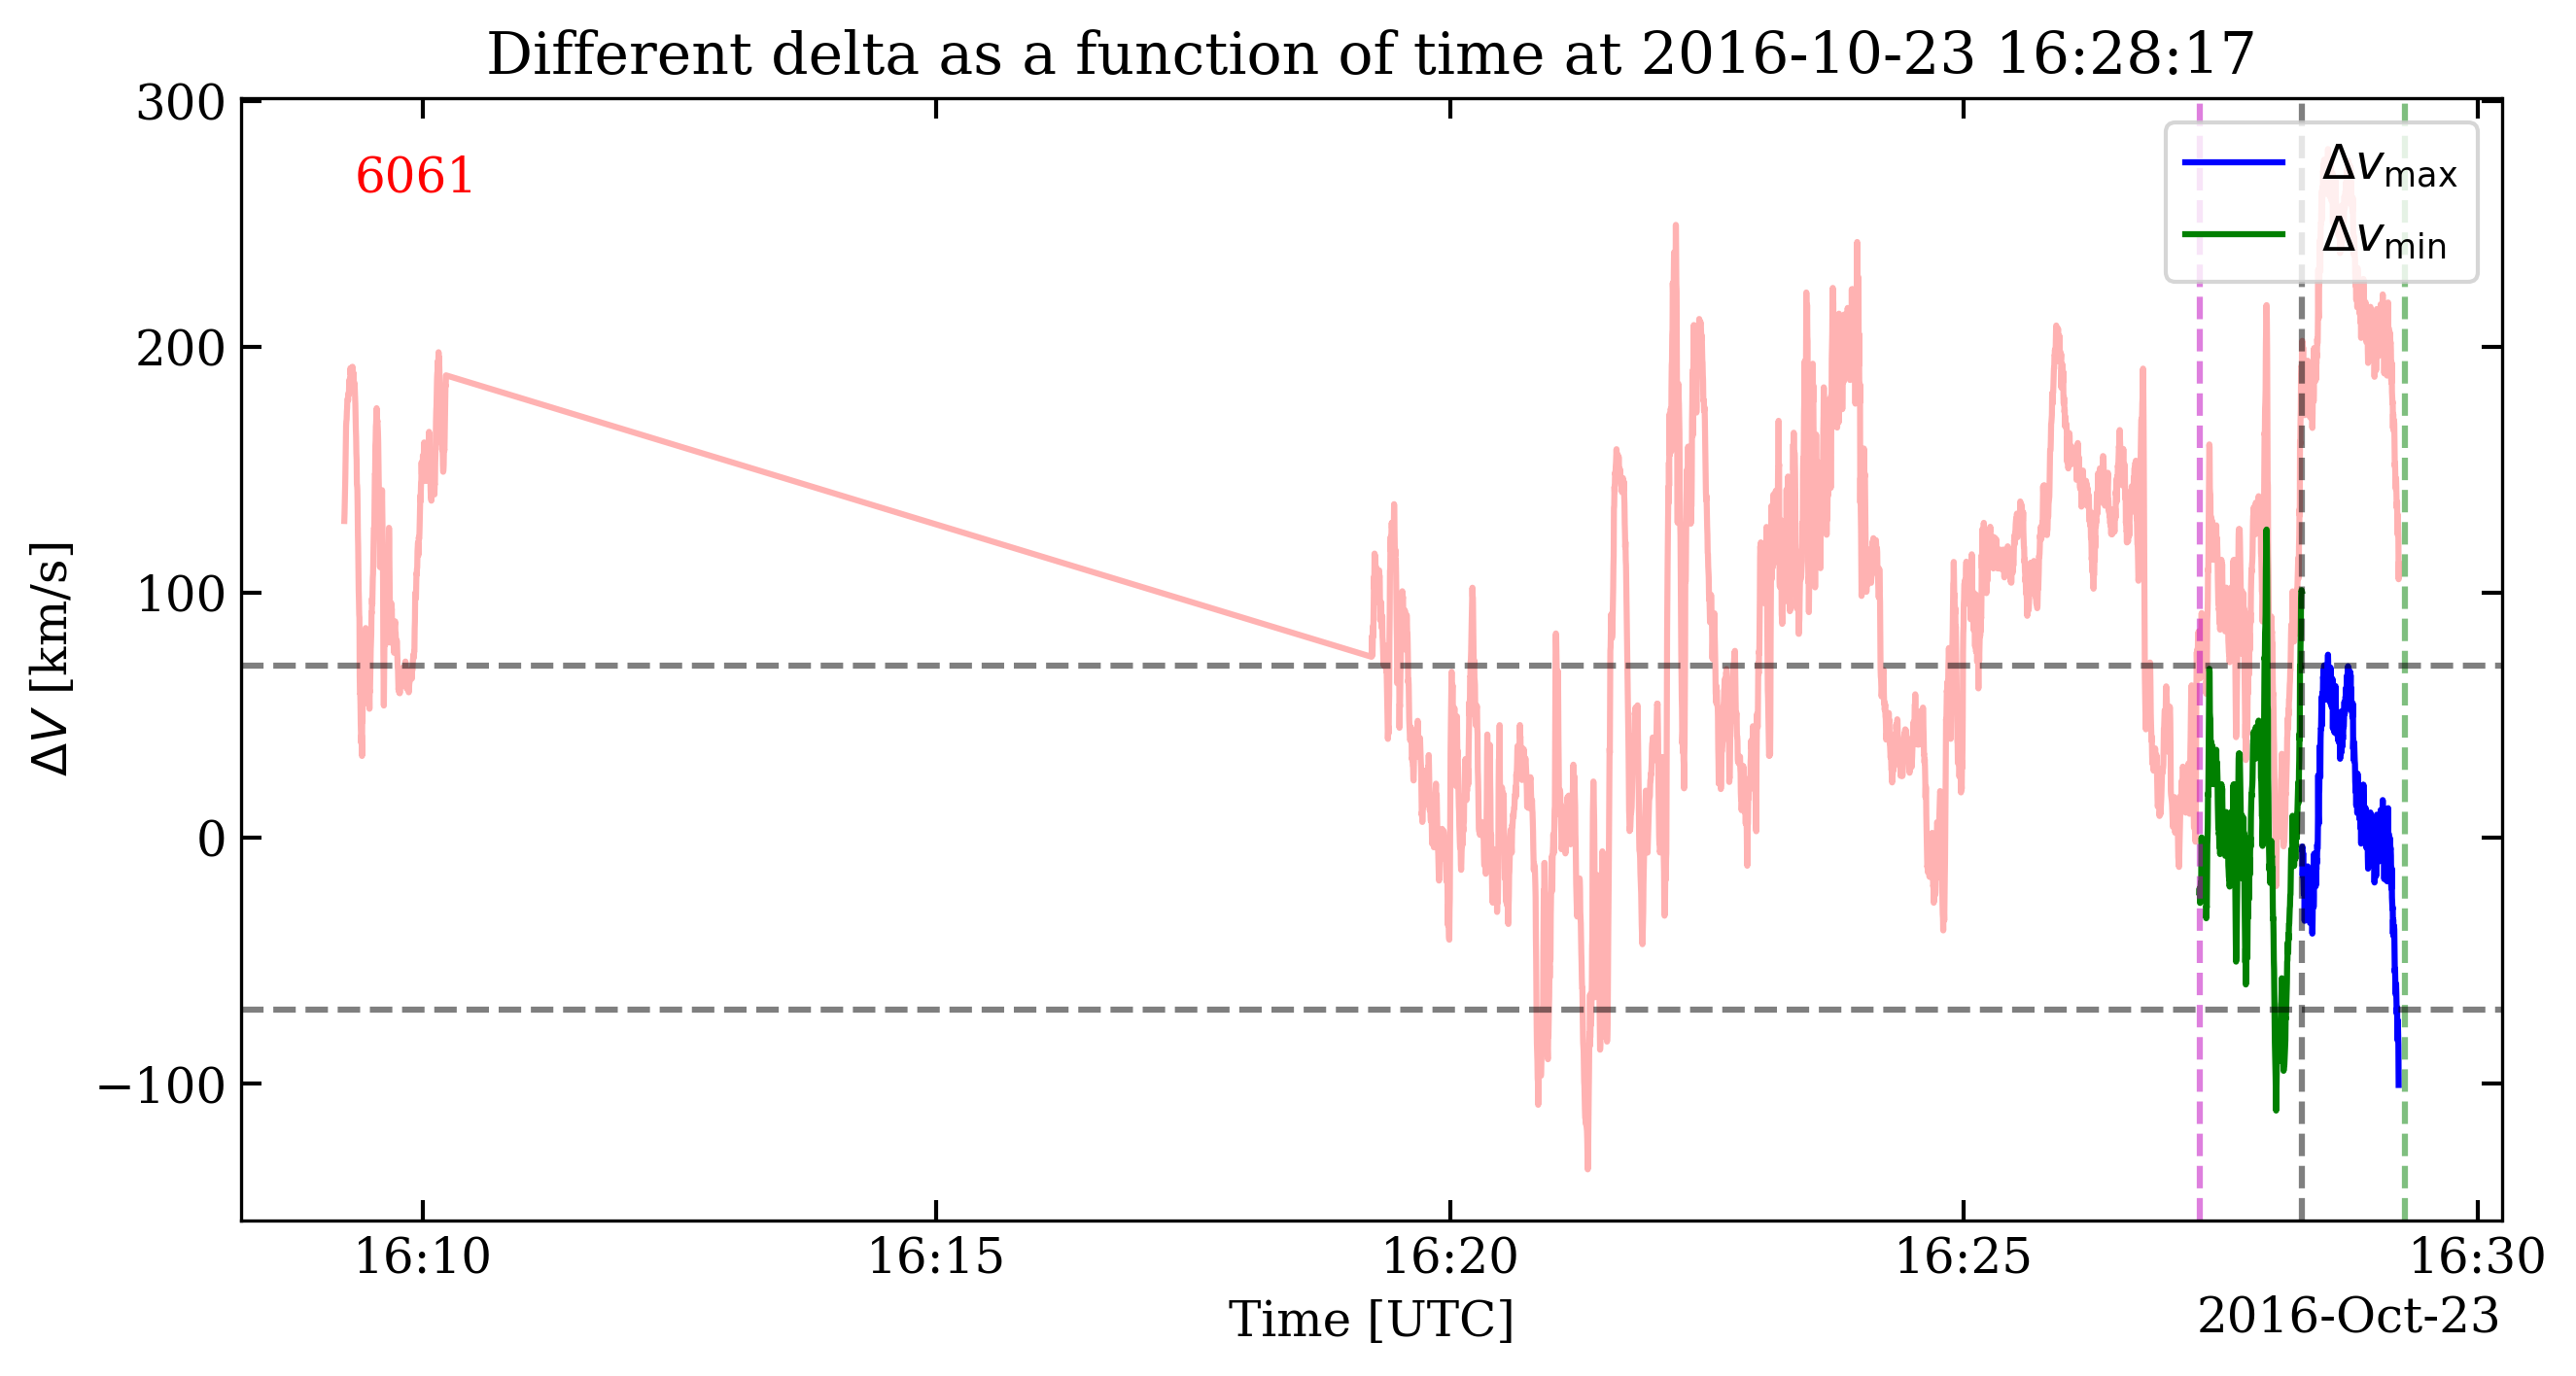 Different delta as a function of time at 2016-10-23 16:28:17
300
200
100
0
−100
ΔV [km/s]
6061
Δv_max
Δv_min
16:10 16:15 16:20 16:25 16:30
Time [UTC]
2016-Oct-23